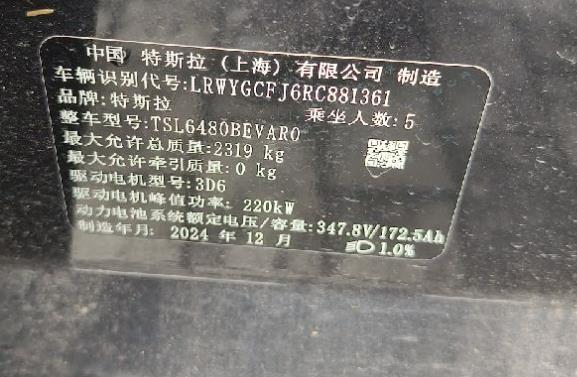 中国 特斯拉（上海）有限公司 制造
车辆识别代号:LRWYGCFJ6RC881361
品牌:特斯拉 乘坐人数:5
整车型号:TSL6480BEVAR0
最大允许总质量:2319 kg
最大允许牵引质量:0 kg
驱动电机型号:3D6
驱动电机峰值功率: 220kW
动力电池系统额定电压/容量:347.8V/172.5Ah
制造年月: 2024 年 12 月 1.0%